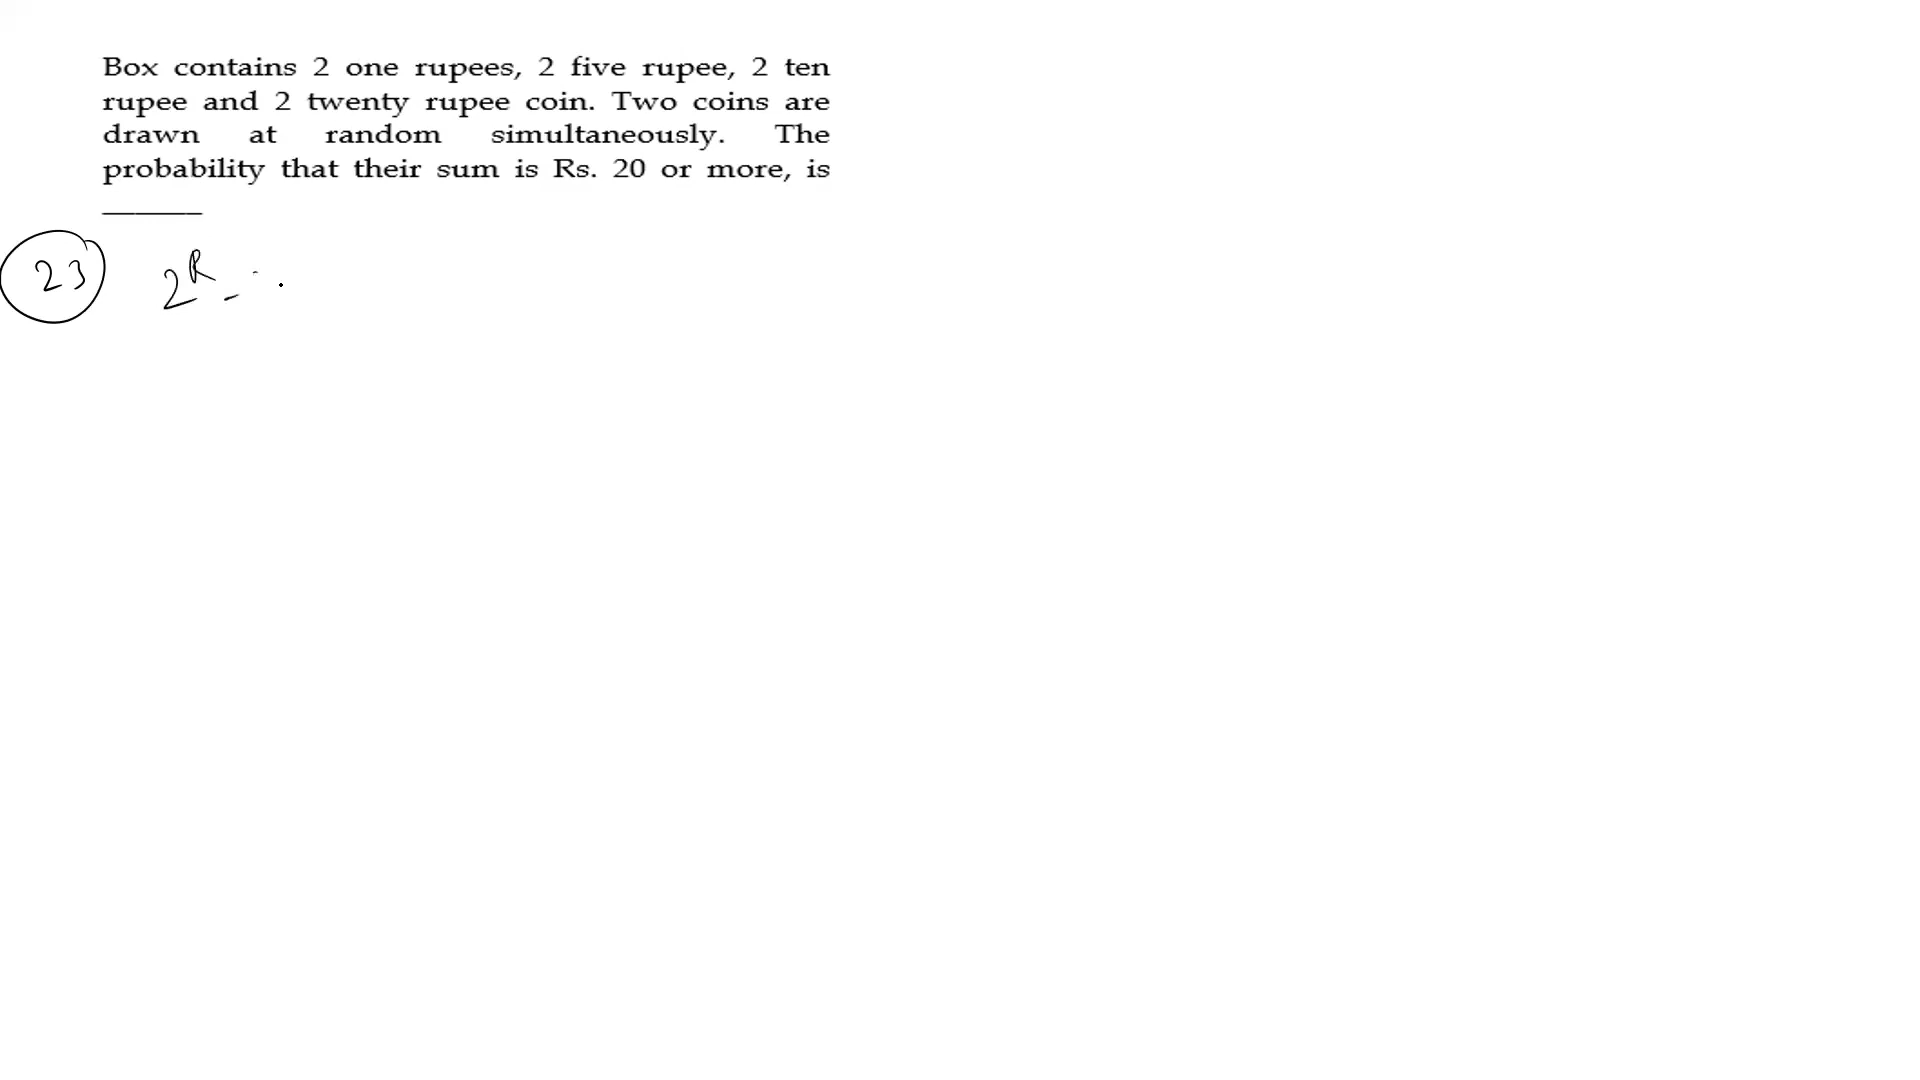 Box contains 2 one rupees, 2 five rupee, 2 ten
rupee and 2 twenty rupee coin. Two coins are
drawn at random simultaneously. The
probability that their sum is Rs. 20 or more, is
______
23 2R -